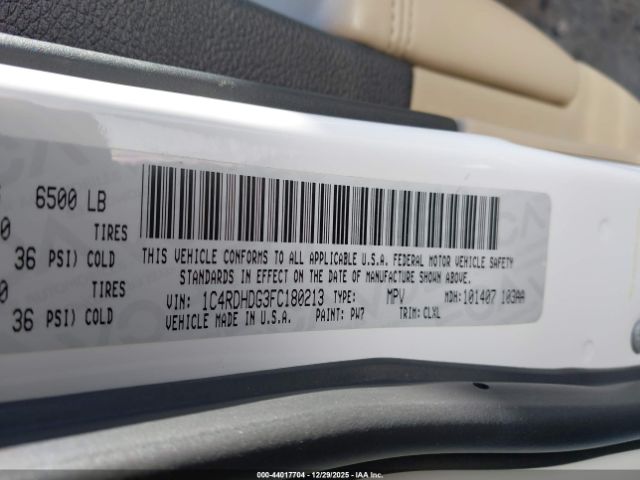 6500 LB
TIRES
36 PSI) COLD
TIRES
36 PSI) COLD
THIS VEHICLE CONFORMS TO ALL APPLICABLE U.S.A. FEDERAL MOTOR VEHICLE SAFETY
STANDARDS IN EFFECT ON THE DATE OF MANUFACTURE SHOWN ABOVE.
VIN: 1C4RDHDG3FC180213 TYPE: MPV MDH: 101407 103AA
VEHICLE MADE IN U.S.A. PAINT: PW7 TRIM: CLXL
000-44017704 - 12/29/2025 - IAA Inc.